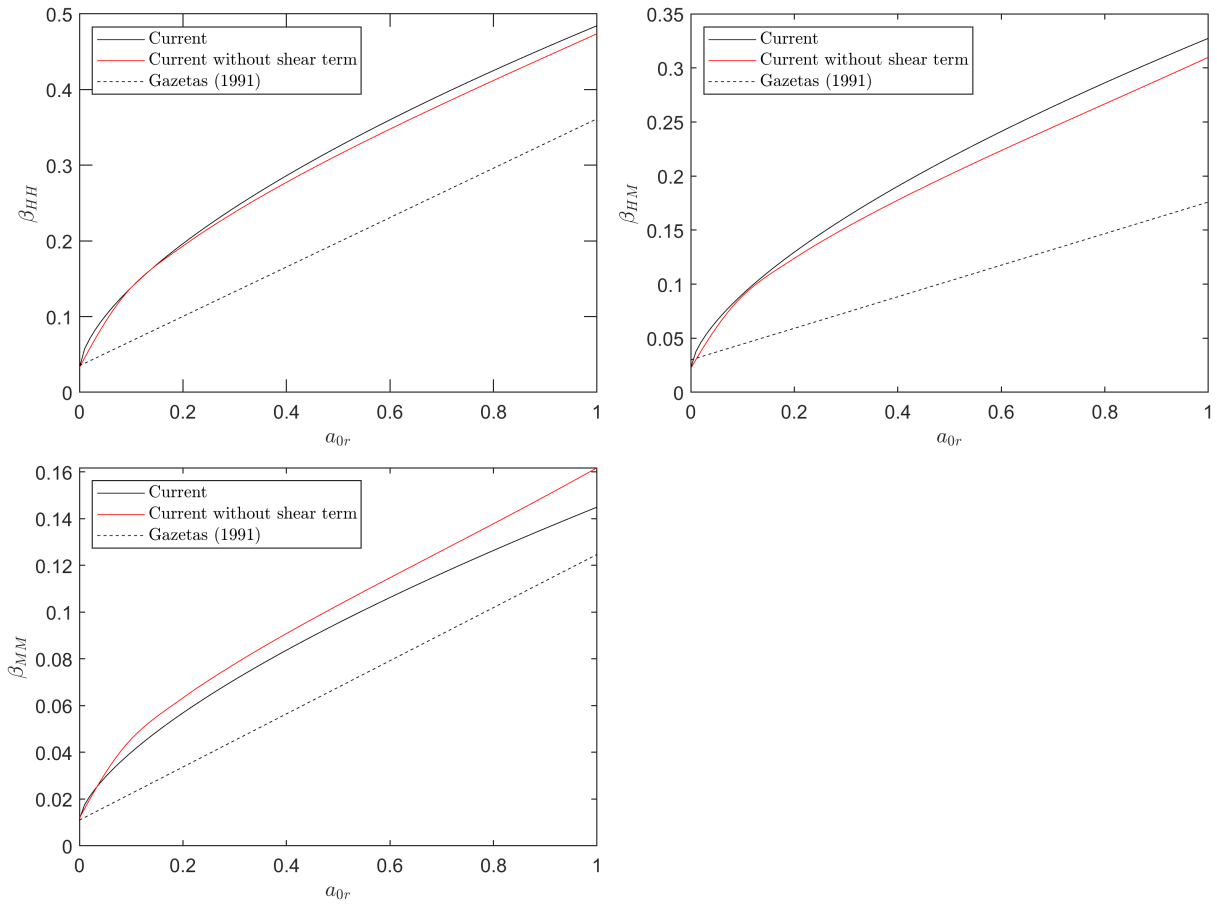 0.5
0.4
0.3
0.2
0.1
0
β_HH
Current
Current without shear term
Gazetas (1991)
0 0.2 0.4 0.6 0.8 1
a_0r
0.35
0.3
0.25
0.2
0.15
0.1
0.05
0
β_HM
Current
Current without shear term
Gazetas (1991)
0 0.2 0.4 0.6 0.8 1
a_0r
0.16
0.14
0.12
0.1
0.08
0.06
0.04
0.02
0
β_MM
Current
Current without shear term
Gazetas (1991)
0 0.2 0.4 0.6 0.8 1
a_0r